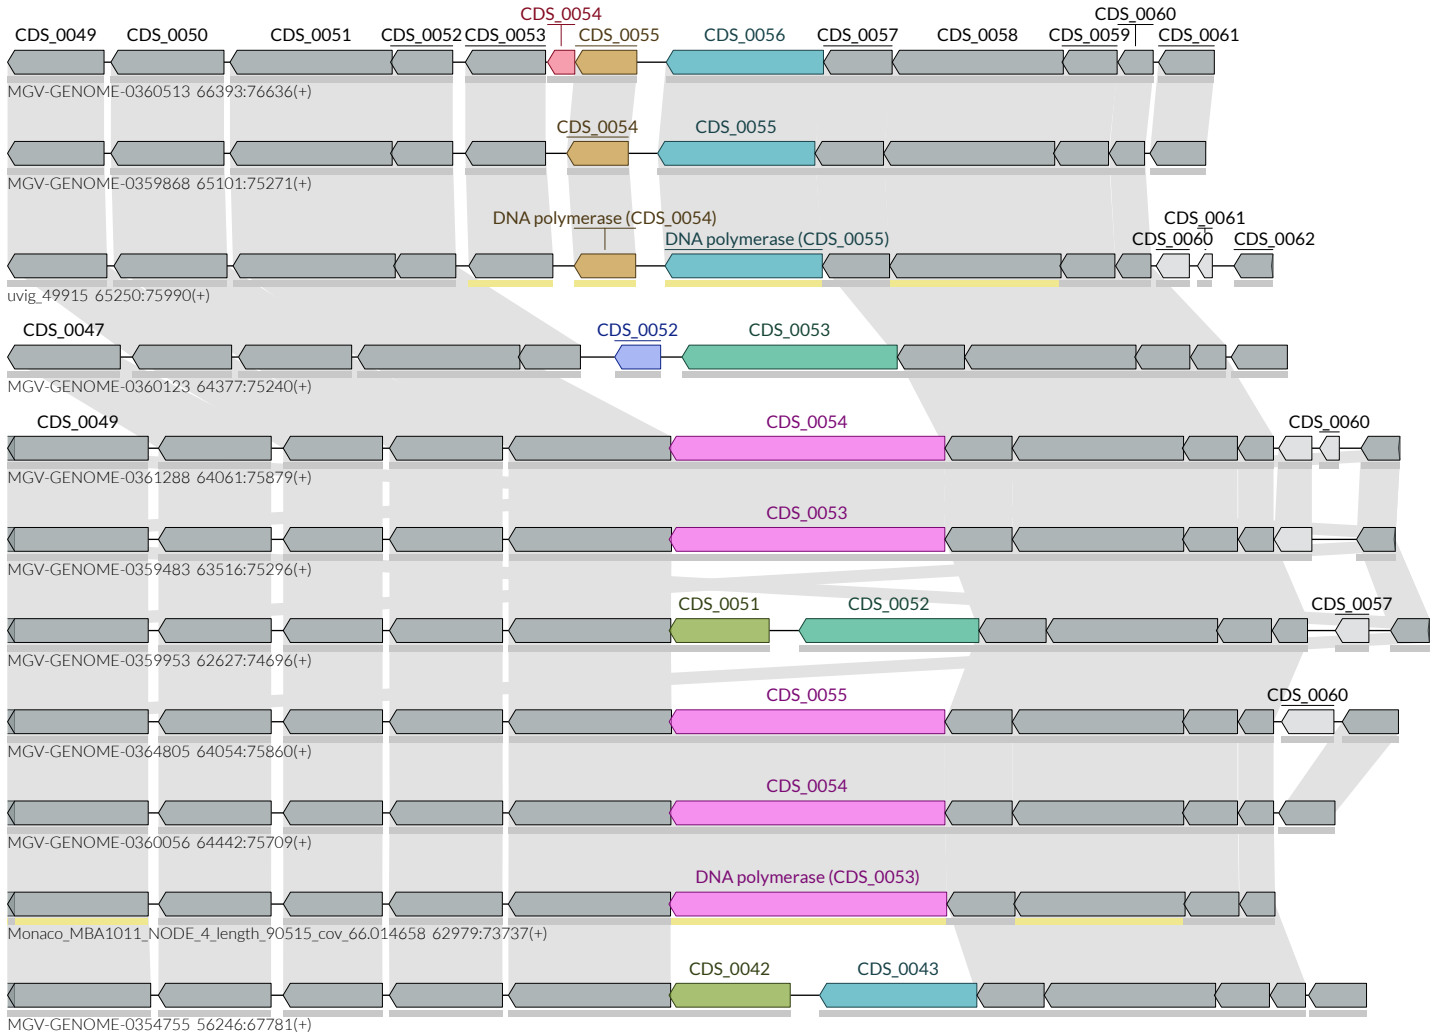 CDS_0054 CDS_0060
CDS_0049 CDS_0050 CDS_0051 CDS_0052 CDS_0053 CDS_0055 CDS_0056 CDS_0057 CDS_0058 CDS_0059 CDS_0061
MGV-GENOME-0360513 66393:76636(+)
CDS_0054 CDS_0055
MGV-GENOME-0359868 65101:75271(+)
DNA polymerase (CDS_0054) CDS_0061
DNA polymerase (CDS_0055) CDS_0060 CDS_0062
uvig_49915 65250:75990(+)
CDS_0047 CDS_0052 CDS_0053
MGV-GENOME-0360123 64377:75240(+)
CDS_0049 CDS_0054 CDS_0060
MGV-GENOME-0361288 64061:75879(+)
CDS_0053
MGV-GENOME-0359483 63516:75296(+)
CDS_0051 CDS_0052 CDS_0057
MGV-GENOME-0359953 62627:74696(+)
CDS_0055 CDS_0060
MGV-GENOME-0364805 64054:75860(+)
CDS_0054
MGV-GENOME-0360056 64442:75709(+)
DNA polymerase (CDS_0053)
Monaco_MBA1011_NODE_4_length_90515_cov_66.014658 62979:73737(+)
CDS_0042 CDS_0043
MGV-GENOME-0354755 56246:67781(+)